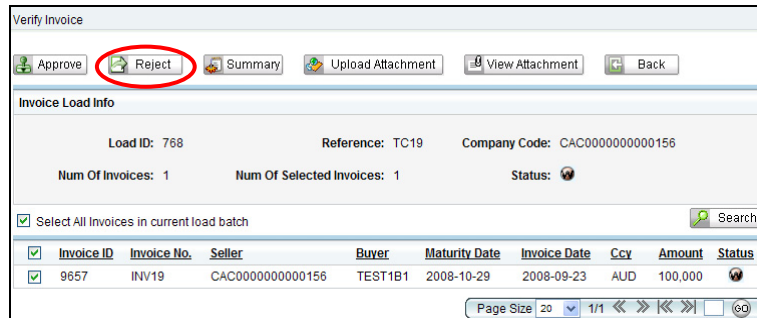 Verify Invoice
Approve Reject Summary Upload Attachment View Attachment Back
Invoice Load Info
Load ID: 768 Reference: TC19 Company Code: CAC0000000000156
Num Of Invoices: 1 Num Of Selected Invoices: 1 Status:
Select All Invoices in current load batch Search
Invoice ID Invoice No. Seller Buyer Maturity Date Invoice Date Ccy Amount Status
9657 INV19 CAC0000000000156 TEST1B1 2008-10-29 2008-09-23 AUD 100,000
Page Size 20 1/1 GO